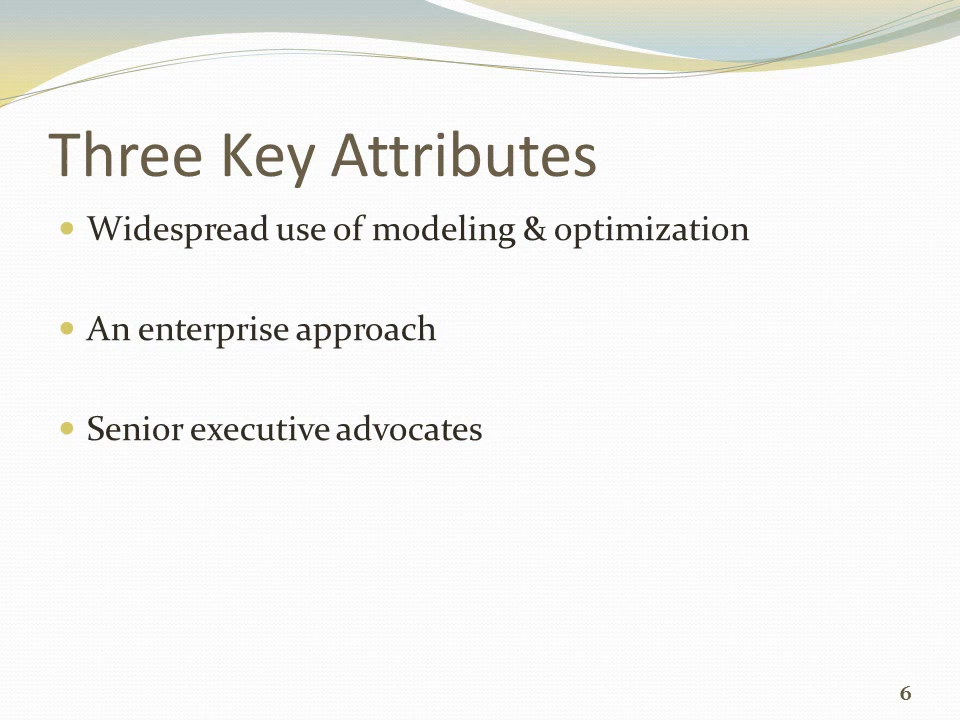 Three Key Attributes
Widespread use of modeling & optimization
An enterprise approach
Senior executive advocates
6